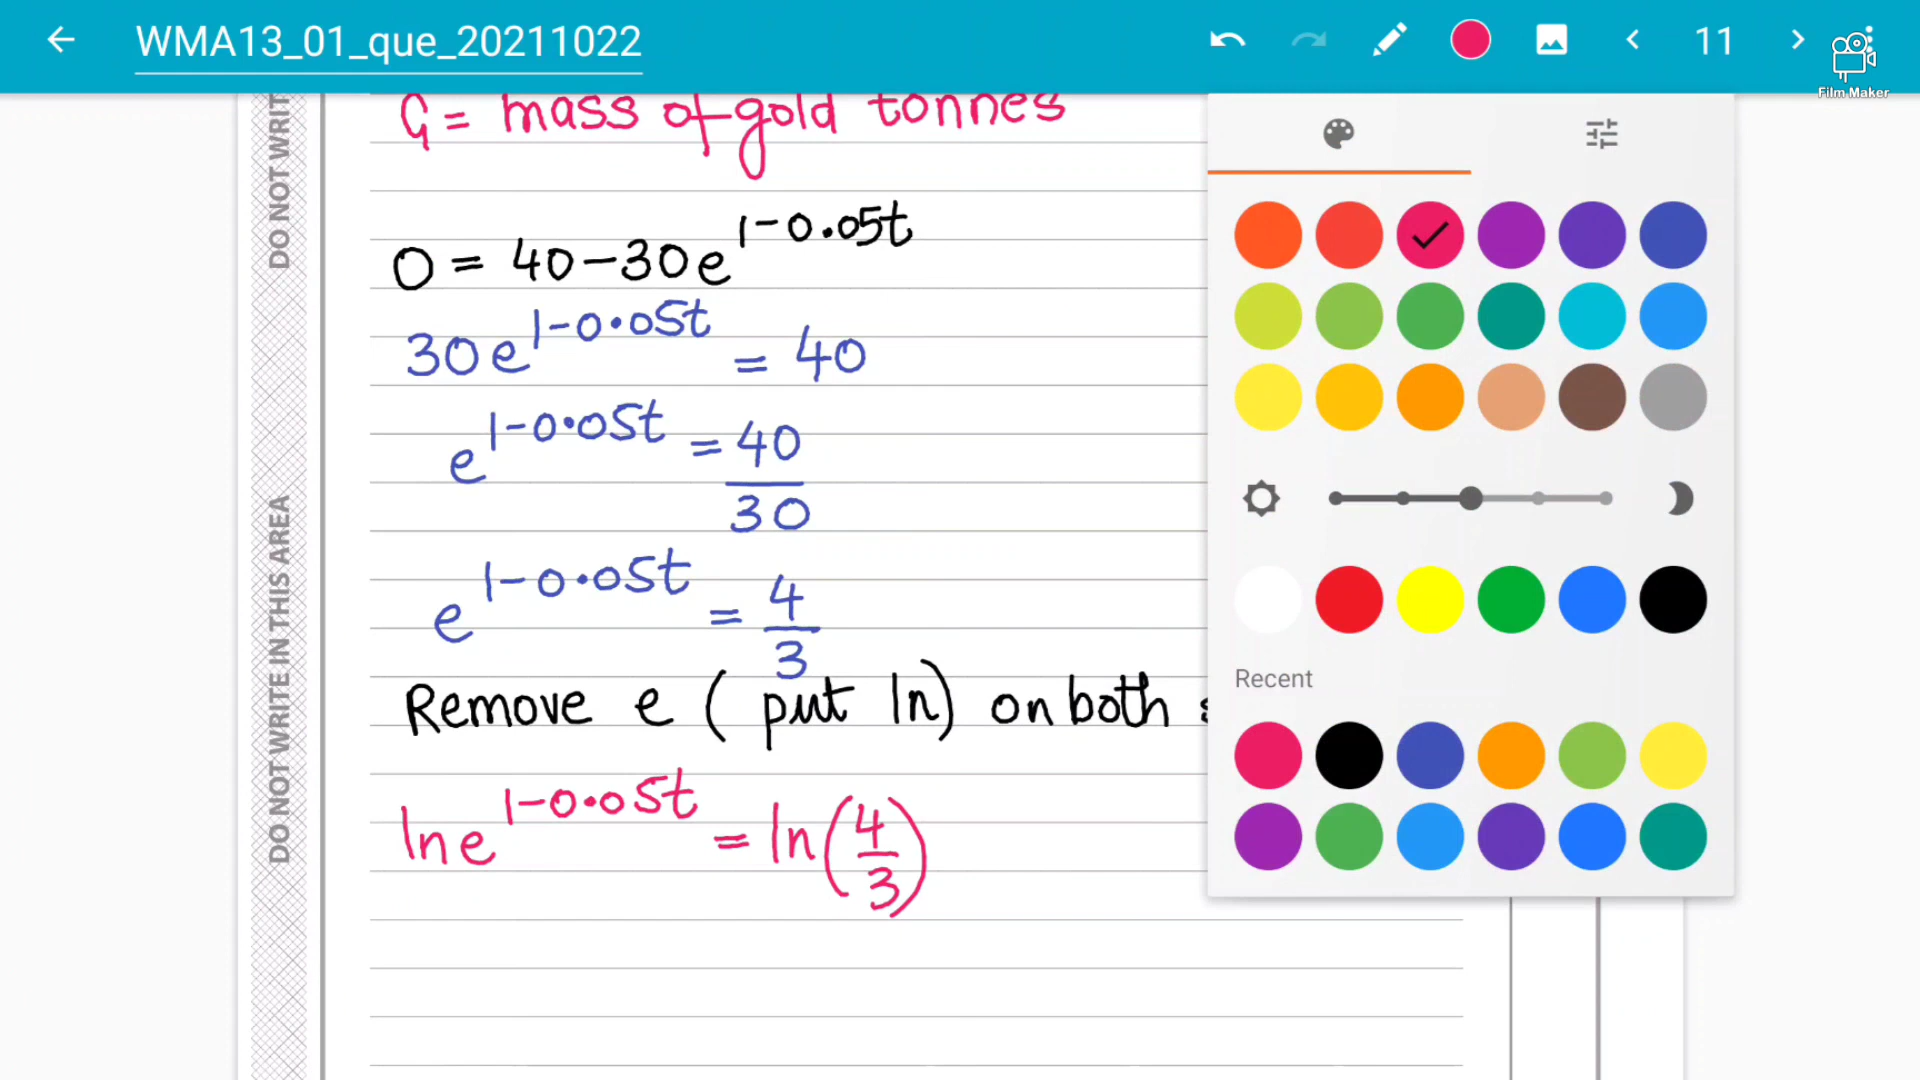 WMA13_01_que_20211022
11
Film Maker
DO NOT WRIT
G = mass of gold tonnes
0 = 40-30e^{1-0.05t}
30e^{1-0.05t} = 40
e^{1-0.05t} = 40/30
e^{1-0.05t} = 4/3
Remove e ( put ln) on both s
ln e^{1-0.05t} = ln(4/3)
DO NOT WRITE IN THIS AREA
Recent